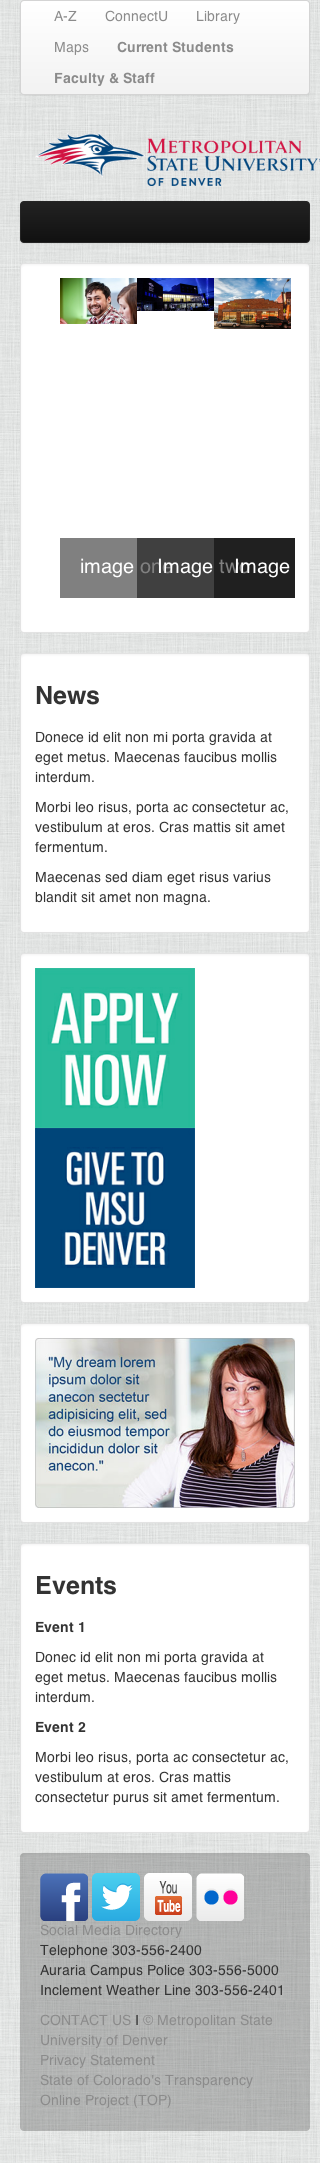 A-Z ConnectU Library
Maps Current Students
Faculty & Staff
METROPOLITAN
STATE UNIVERSITY
OF DENVER
image one Image two Image
News
Donece id elit non mi porta gravida at
eget metus. Maecenas faucibus mollis
interdum.
Morbi leo risus, porta ac consectetur ac,
vestibulum at eros. Cras mattis sit amet
fermentum.
Maecenas sed diam eget risus varius
blandit sit amet non magna.
APPLY
NOW
GIVE TO
MSU
DENVER
"My dream lorem
ipsum dolor sit
anecon sectetur
adipisicing elit, sed
do eiusmod tempor
incididun dolor sit
anecon."
Events
Event 1
Donec id elit non mi porta gravida at
eget metus. Maecenas faucibus mollis
interdum.
Event 2
Morbi leo risus, porta ac consectetur ac,
vestibulum at eros. Cras mattis
consectetur purus sit amet fermentum.
You
Tube
Social Media Directory
Telephone 303-556-2400
Auraria Campus Police 303-556-5000
Inclement Weather Line 303-556-2401
CONTACT US | © Metropolitan State
University of Denver
Privacy Statement
State of Colorado's Transparency
Online Project (TOP)